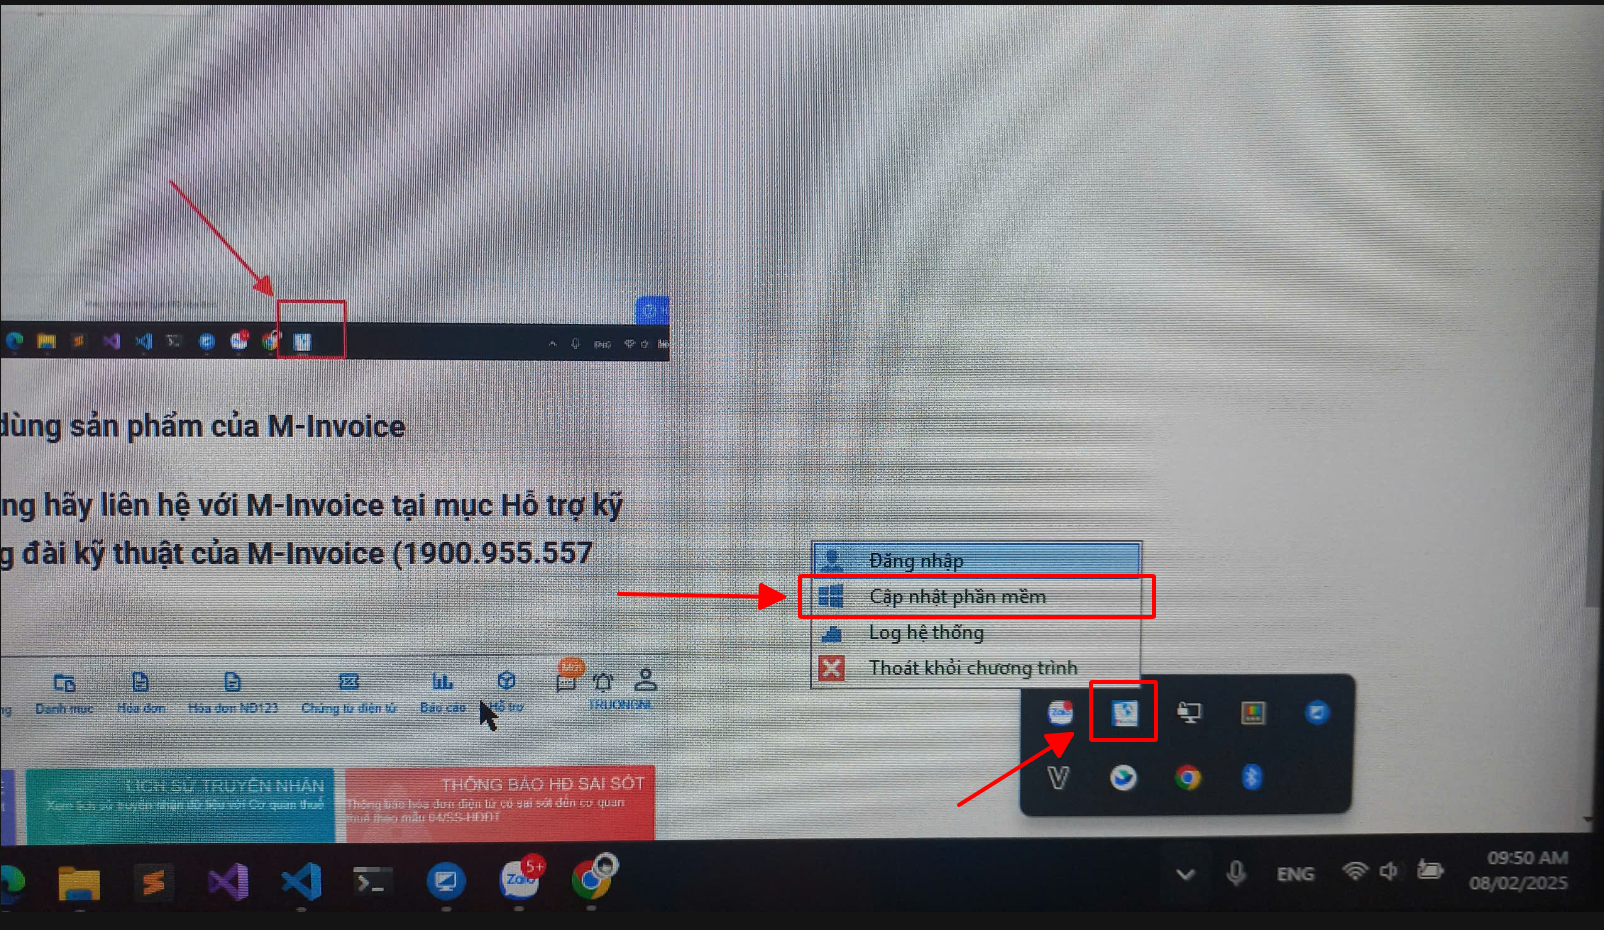 dùng sản phẩm của M-Invoice
ng hãy liên hệ với M-Invoice tại mục Hỗ trợ kỹ
g đài kỹ thuật của M-Invoice (1900.955.557
Đăng nhập
Cập nhật phần mềm
Log hệ thống
Thoát khỏi chương trình
ng Danh mục Hóa đơn Hóa đơn NĐ123 Chứng từ điện tử Báo cáo Hỗ trợ
LỊCH SỬ TRUYỀN NHẬN
Xem lịch sử truyền nhận dữ liệu với Cơ quan thuế
THÔNG BÁO HĐ SAI SÓT
Thông báo hóa đơn điện tử có sai sót đến cơ quan
thuế theo mẫu 04/SS-HĐĐT
Zalo
5+
Zalo
ENG
09:50 AM
08/02/2025